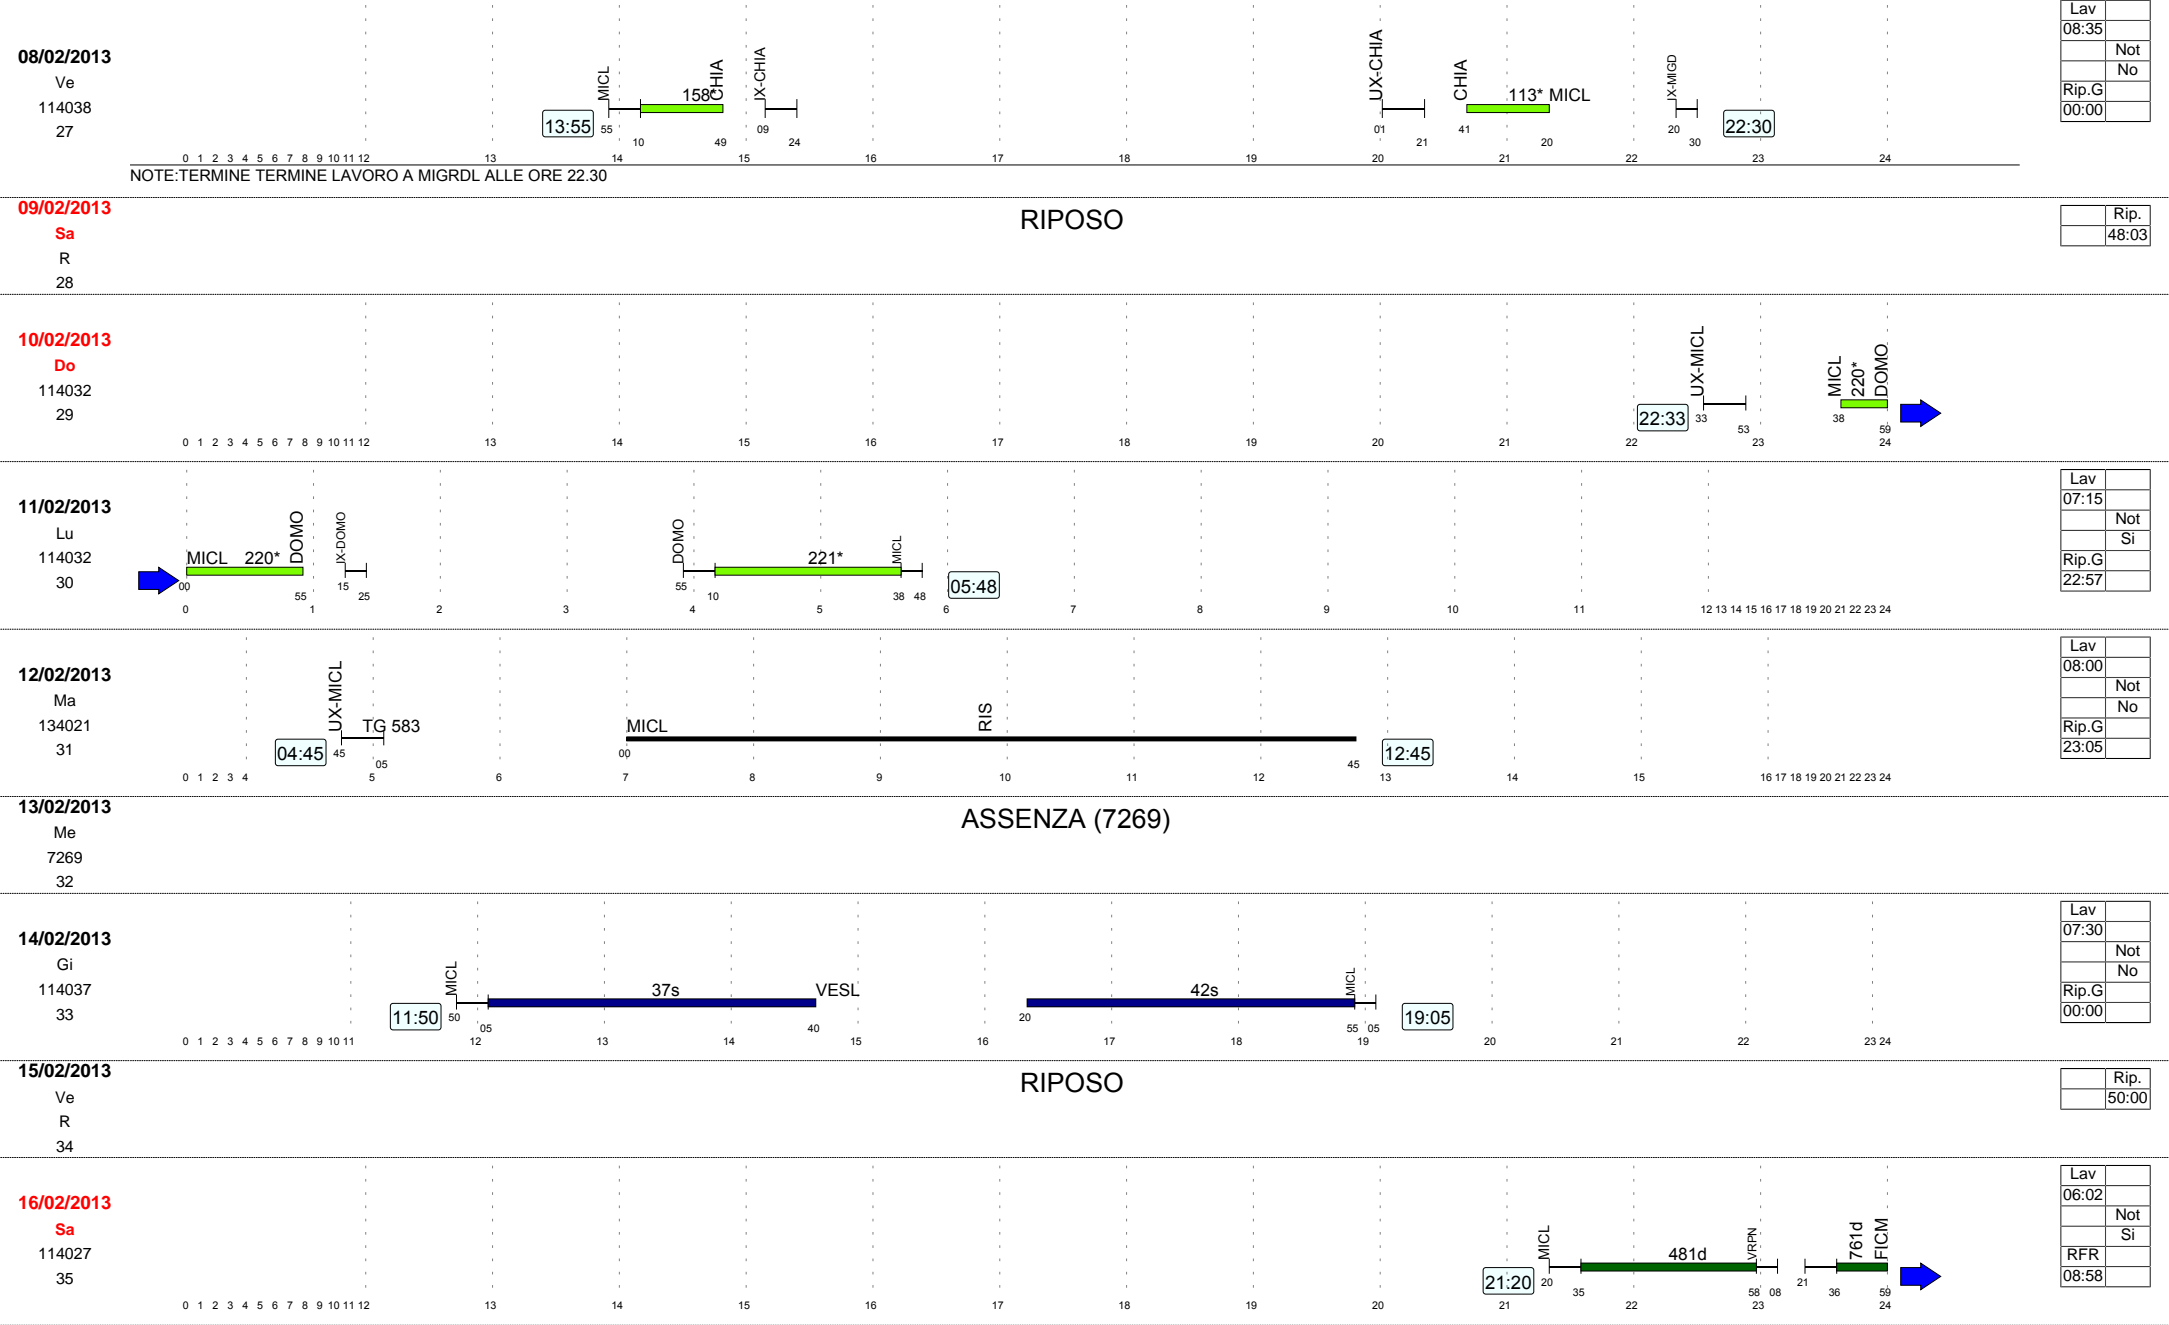 Lav
08:35
Not
No
Rip.G
00:00
08/02/2013
Ve
114038
27
MICL 158* CHIA IX-CHIA UX-CHIA CHIA 113* MICL IX-MIGD
13:55 55 10 49 09 24 01 21 41 20 20 30 22:30
0 1 2 3 4 5 6 7 8 9 10 11 12 13 14 15 16 17 18 19 20 21 22 23 24
NOTE:TERMINE TERMINE LAVORO A MIGRDL ALLE ORE 22.30
09/02/2013
Sa
R
28
RIPOSO
Rip.
48:03
10/02/2013
Do
114032
29
UX-MICL MICL 220* DOMO
22:33 33 53 38 59
0 1 2 3 4 5 6 7 8 9 10 11 12 13 14 15 16 17 18 19 20 21 22 23 24
11/02/2013
Lu
114032
30
MICL 220* DOMO IX-DOMO DOMO 221* MICL
00 55 15 25 55 10 38 48 05:48
0 1 2 3 4 5 6 7 8 9 10 11 12 13 14 15 16 17 18 19 20 21 22 23 24
Lav
07:15
Not
Si
Rip.G
22:57
12/02/2013
Ma
134021
31
UX-MICL TG 583 MICL RIS
04:45 45 05 00 45 12:45
0 1 2 3 4 5 6 7 8 9 10 11 12 13 14 15 16 17 18 19 20 21 22 23 24
Lav
08:00
Not
No
Rip.G
23:05
13/02/2013
Me
7269
32
ASSENZA (7269)
14/02/2013
Gi
114037
33
MICL 37s VESL 42s MICL
11:50 50 05 40 20 55 05 19:05
0 1 2 3 4 5 6 7 8 9 10 11 12 13 14 15 16 17 18 19 20 21 22 23 24
Lav
07:30
Not
No
Rip.G
00:00
15/02/2013
Ve
R
34
RIPOSO
Rip.
50:00
16/02/2013
Sa
114027
35
MICL 481d VRPN 761d FICM
21:20 20 35 58 08 21 36 59
0 1 2 3 4 5 6 7 8 9 10 11 12 13 14 15 16 17 18 19 20 21 22 23 24
Lav
06:02
Not
Si
RFR
08:58